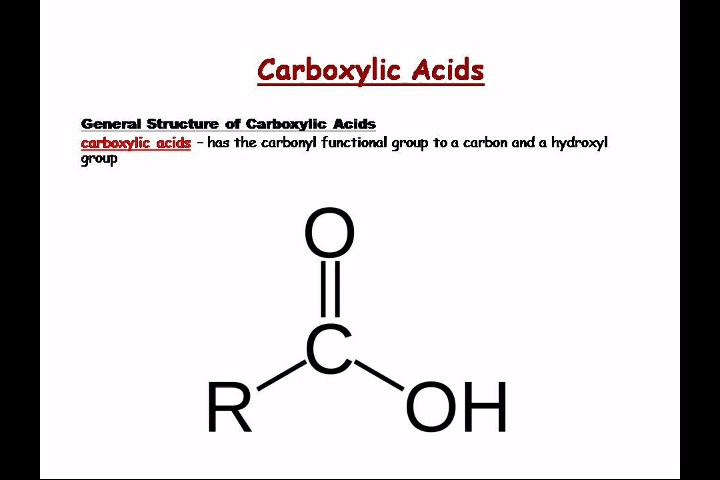 Carboxylic Acids
General Structure of Carboxylic Acids
carboxylic acids – has the carbonyl functional group to a carbon and a hydroxyl
group
O
C
R OH